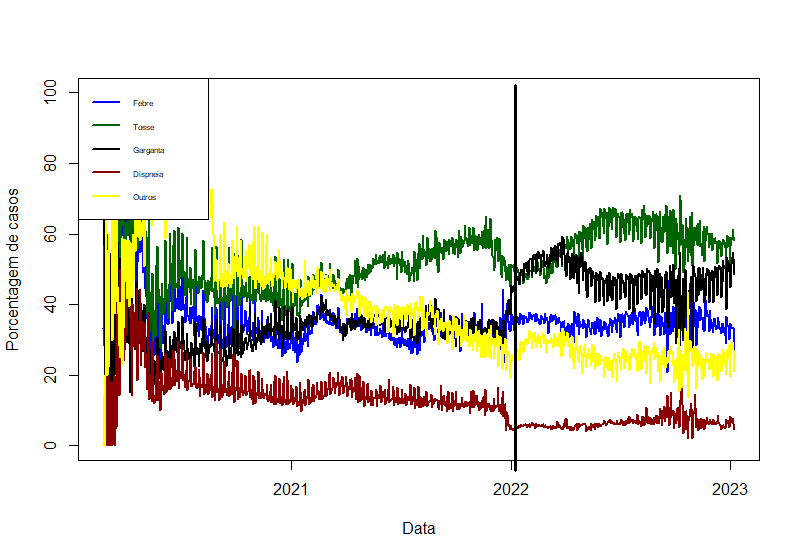 Porcentagem de casos
100
80
60
40
20
0
Febre
Tosse
Garganta
Dispneia
Outros
2021
2022
2023
Data